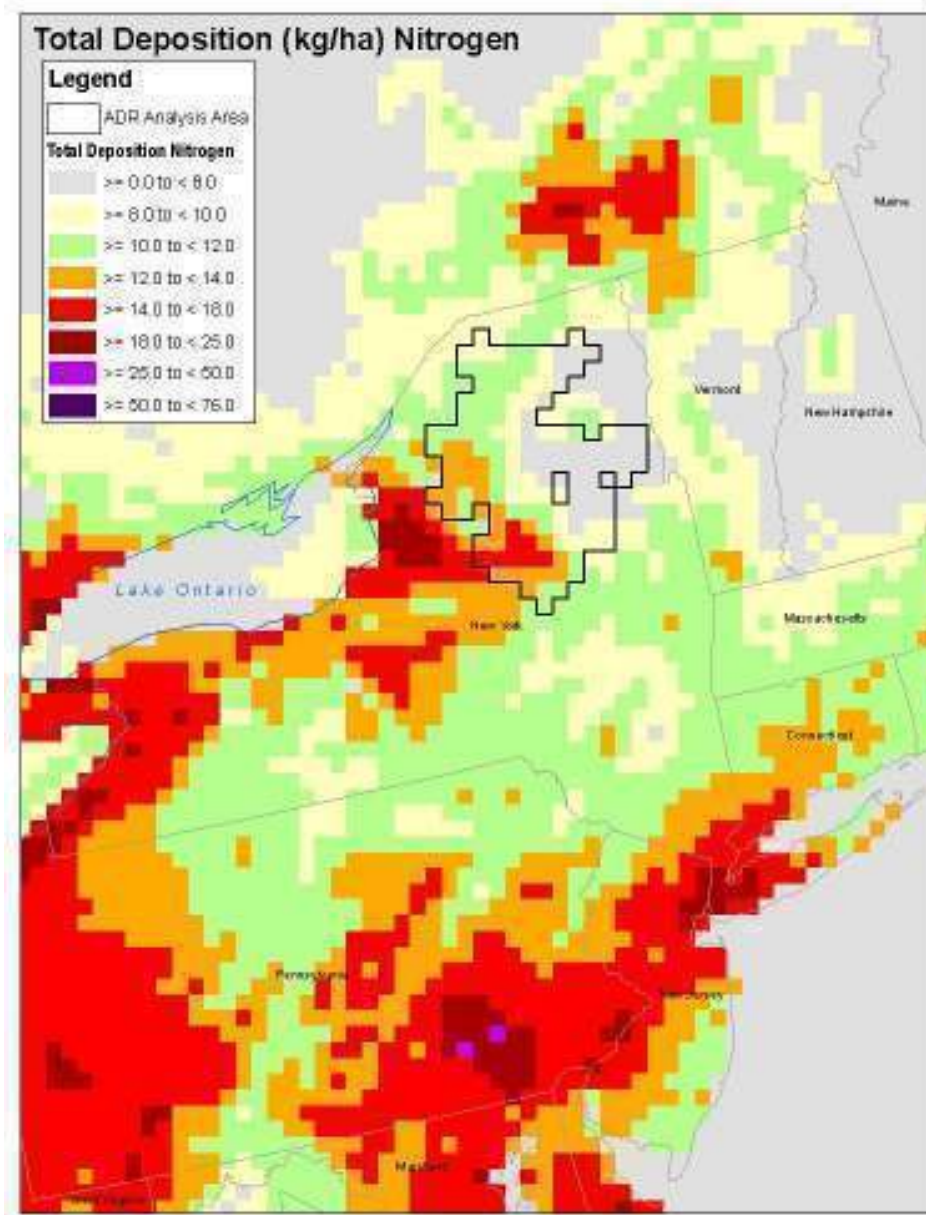 Total Deposition (kg/ha) Nitrogen
Legend
ADR Analysis Area
Total Deposition Nitrogen
>= 0.0 to < 8.0
>= 8.0 to < 10.0
>= 10.0 to < 12.0
>= 12.0 to < 14.0
>= 14.0 to < 18.0
>= 18.0 to < 25.0
>= 25.0 to < 50.0
>= 50.0 to < 76.0
Maine
Vermont
New Hampshire
Lake Ontario
New York
Massachusetts
Connecticut
Pennsylvania
New Jersey
Maryland
West Virginia